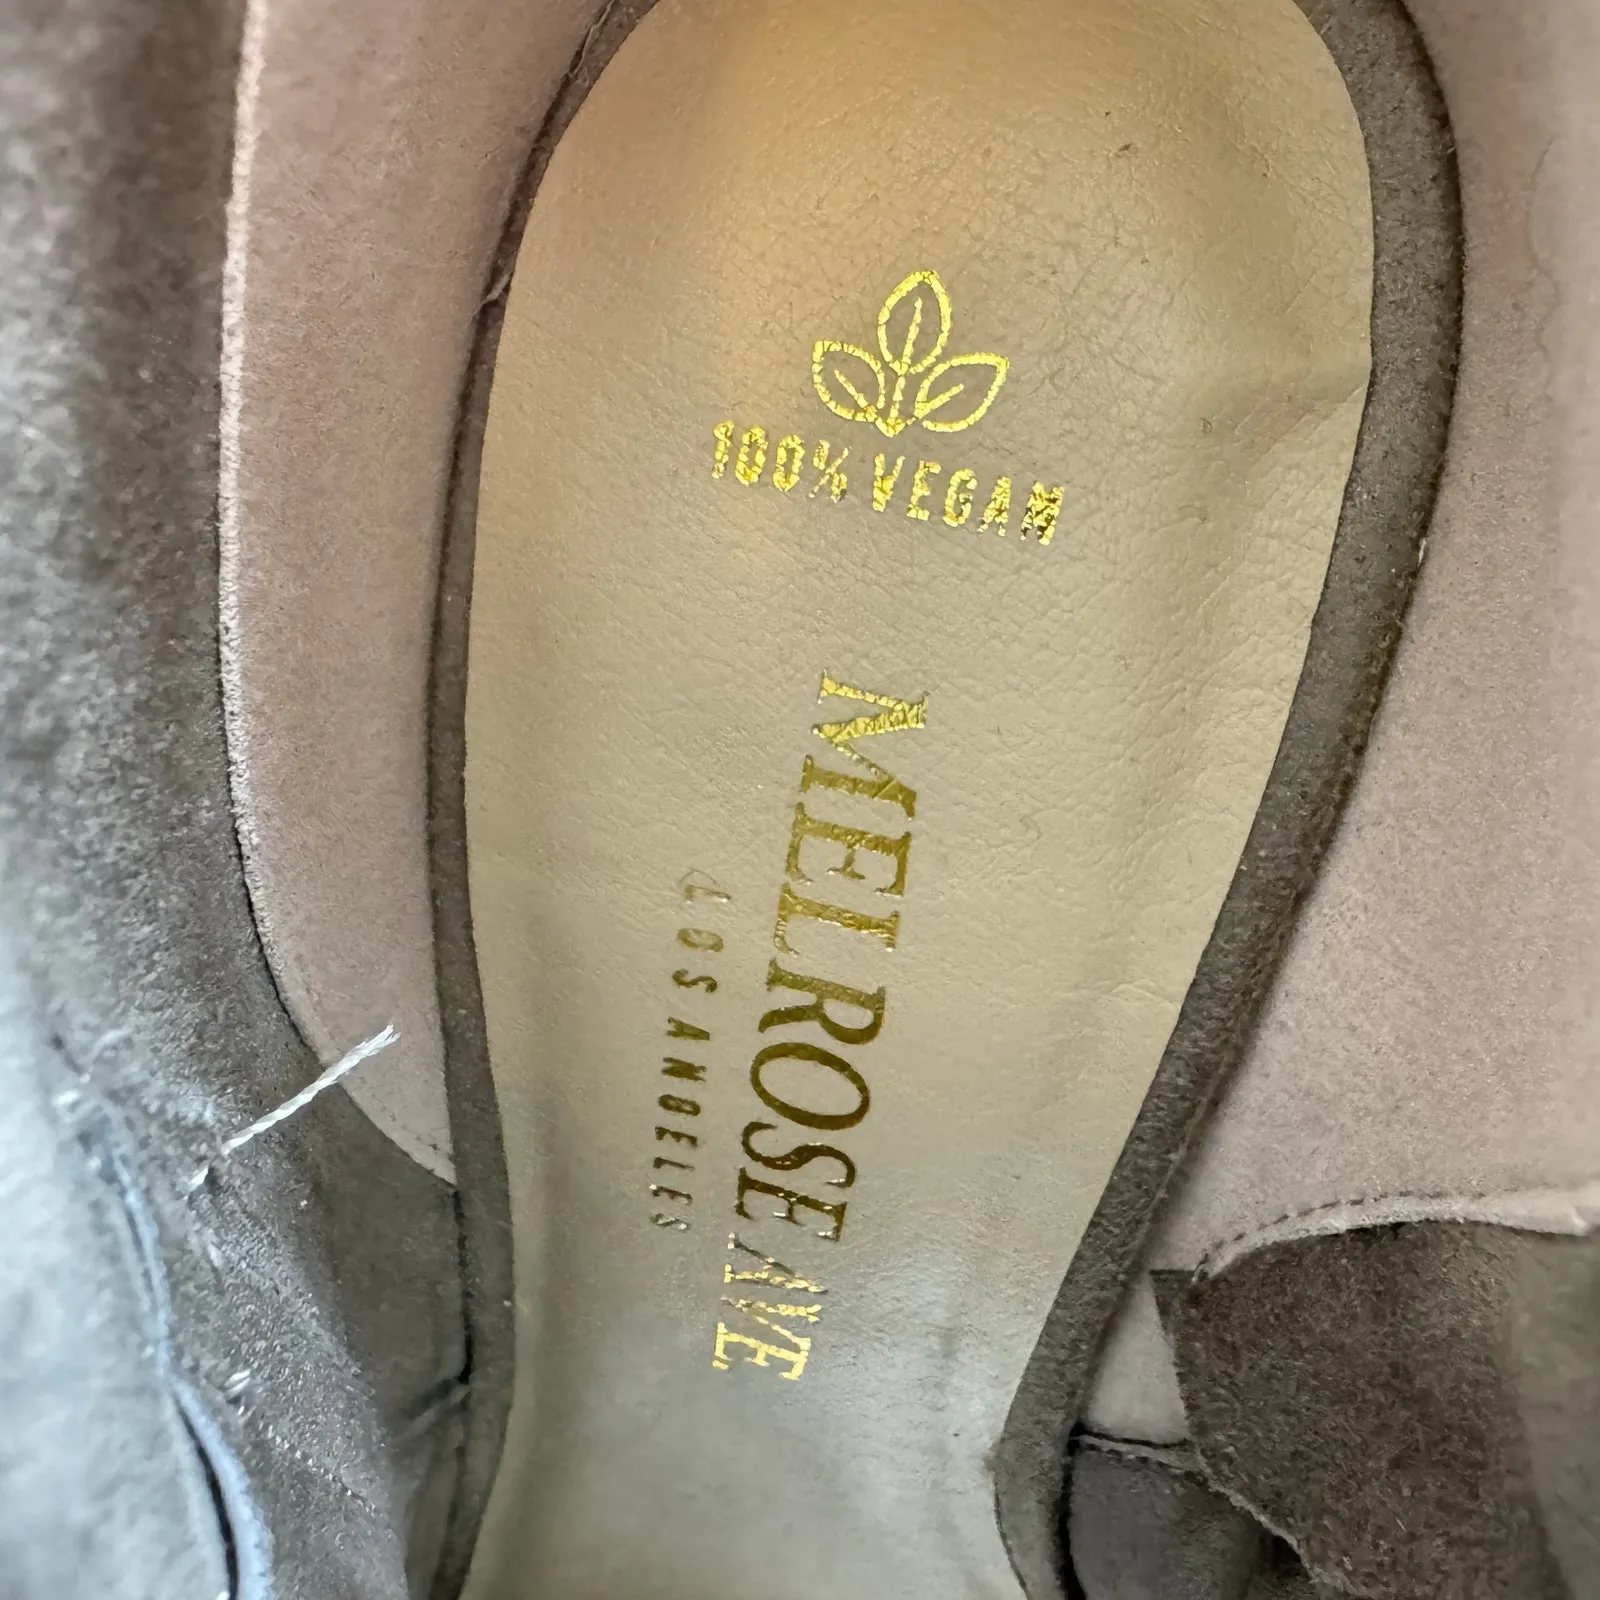 100% VEGAN
MELROSE AVE.
LOS ANGELES